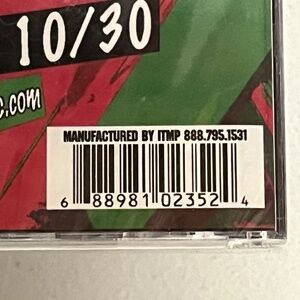 10/30
c.com
MANUFACTURED BY ITMP 888.795.1531
6 88981 02352 4